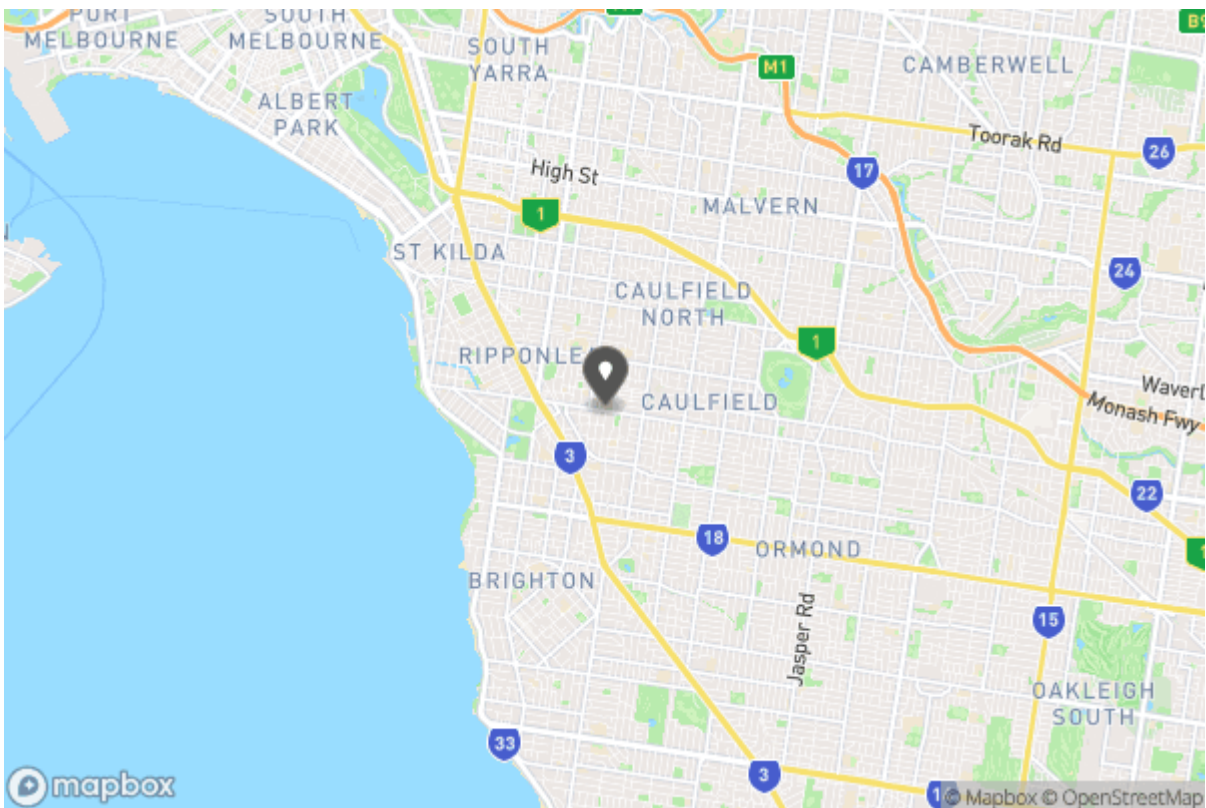 PORT
MELBOURNE
SOUTH
MELBOURNE
SOUTH
YARRA
M1
CAMBERWELL
ALBERT
PARK
Toorak Rd
26
High St
17
MALVERN
1
ST KILDA
24
CAULFIELD
NORTH
1
RIPPONLEA
CAULFIELD
Monash Fwy
3
22
18
ORMOND
BRIGHTON
15
Jasper Rd
OAKLEIGH
SOUTH
33
3
mapbox
© Mapbox © OpenStreetMap